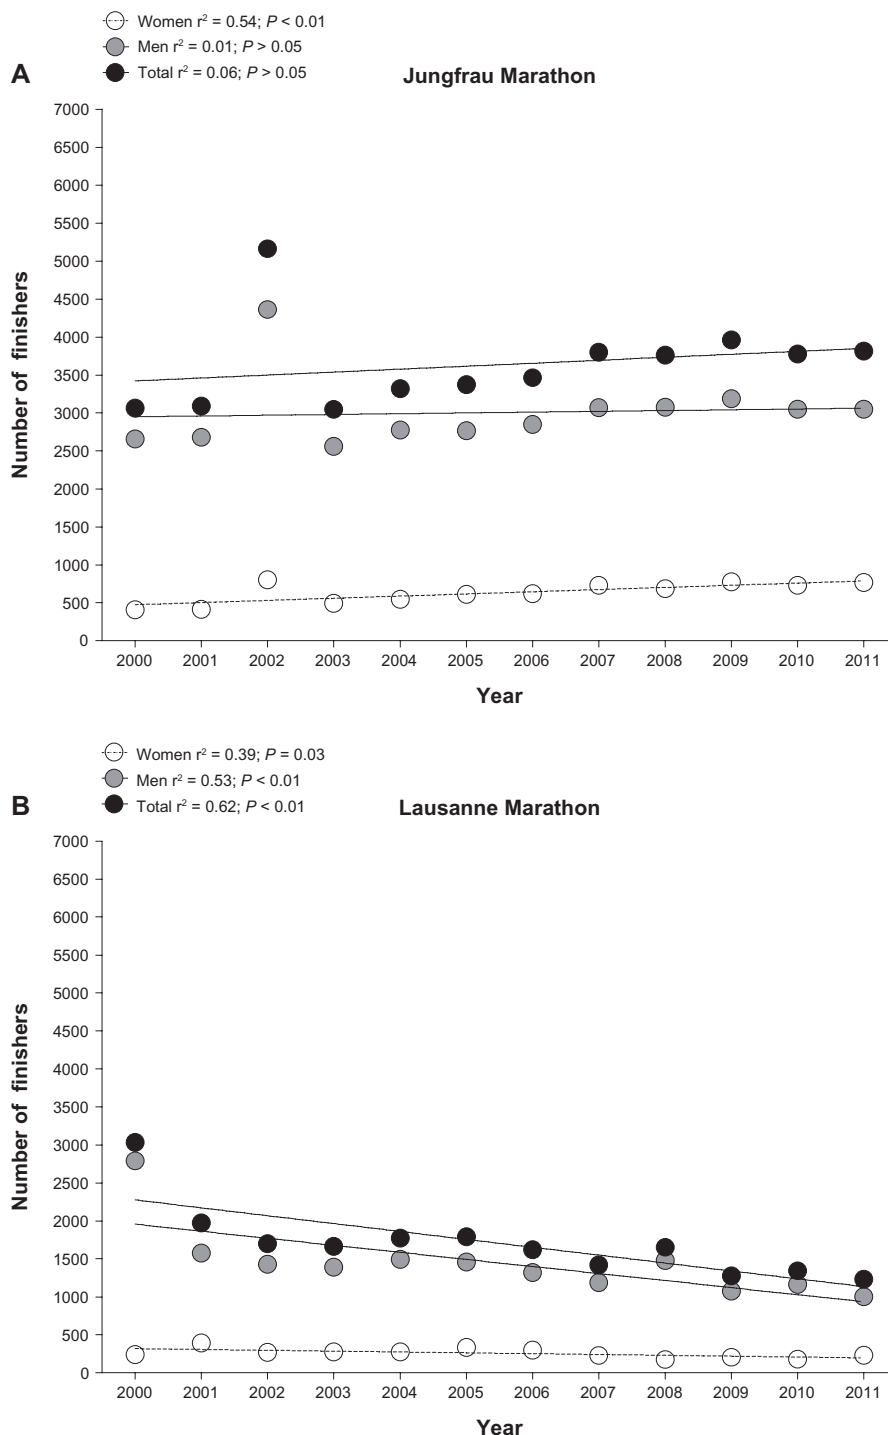 Women r² = 0.54; P < 0.01
Men r² = 0.01; P > 0.05
Total r² = 0.06; P > 0.05
A
Jungfrau Marathon
7000
6500
6000
5500
5000
4500
4000
3500
3000
2500
2000
1500
1000
500
0
Number of finishers
2000 2001 2002 2003 2004 2005 2006 2007 2008 2009 2010 2011
Year
Women r² = 0.39; P = 0.03
Men r² = 0.53; P < 0.01
Total r² = 0.62; P < 0.01
B
Lausanne Marathon
7000
6500
6000
5500
5000
4500
4000
3500
3000
2500
2000
1500
1000
500
0
Number of finishers
2000 2001 2002 2003 2004 2005 2006 2007 2008 2009 2010 2011
Year